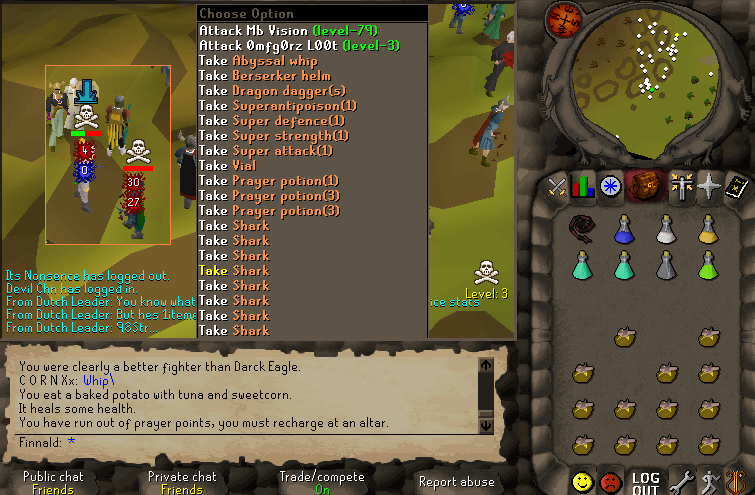 Choose Option
Attack Mb Vision (level-79)
Attack 0mfg0rz L00t (level-3)
Take Abyssal whip
Take Berserker helm
Take Dragon dagger(s)
Take Superantipoison(1)
Take Super defence(1)
Take Super strength(1)
Take Super attack(1)
Take Vial
Take Prayer potion(1)
Take Prayer potion(3)
Take Prayer potion(3)
Take Shark
Take Shark
Take Shark
Take Shark
Take Shark
Take Shark
Take Shark
Take Shark
4
0
30
27
Its Nonsence has logged out.
Devil Chn has logged in.
From Dutch Leader: You know what
ice stats
From Dutch Leader: But hes 1iteme
From Dutch Leader: 98Str...
Level: 3
You were clearly a better fighter than Darck Eagle.
C O R N Xx: Whip\
You eat a baked potato with tuna and sweetcorn.
It heals some health.
You have run out of prayer points, you must recharge at an altar.
Finnald: *
Public chat
Friends
Private chat
Friends
Trade/compete
On
Report abuse
LOG
OUT